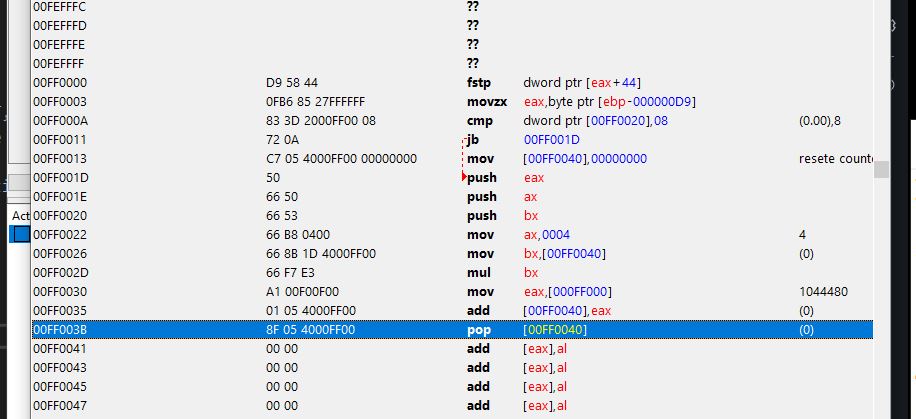 00FEFFFC ??
00FEFFFD ??
00FEFFFE ??
00FEFFFF ??
00FF0000 D9 58 44 fstp dword ptr [eax+44]
00FF0003 0FB6 85 27FFFFFF movzx eax,byte ptr [ebp-000000D9]
00FF000A 83 3D 2000FF00 08 cmp dword ptr [00FF0020],08 (0.00),8
00FF0011 72 0A jb 00FF001D
00FF0013 C7 05 4000FF00 00000000 mov [00FF0040],00000000 resete counte
00FF001D 50 push eax
00FF001E 66 50 push ax
00FF0020 66 53 push bx
00FF0022 66 B8 0400 mov ax,0004 4
00FF0026 66 8B 1D 4000FF00 mov bx,[00FF0040] (0)
00FF002D 66 F7 E3 mul bx
00FF0030 A1 00F00F00 mov eax,[000FF000] 1044480
00FF0035 01 05 4000FF00 add [00FF0040],eax (0)
00FF003B 8F 05 4000FF00 pop [00FF0040] (0)
00FF0041 00 00 add [eax],al
00FF0043 00 00 add [eax],al
00FF0045 00 00 add [eax],al
00FF0047 00 00 add [eax],al
Act